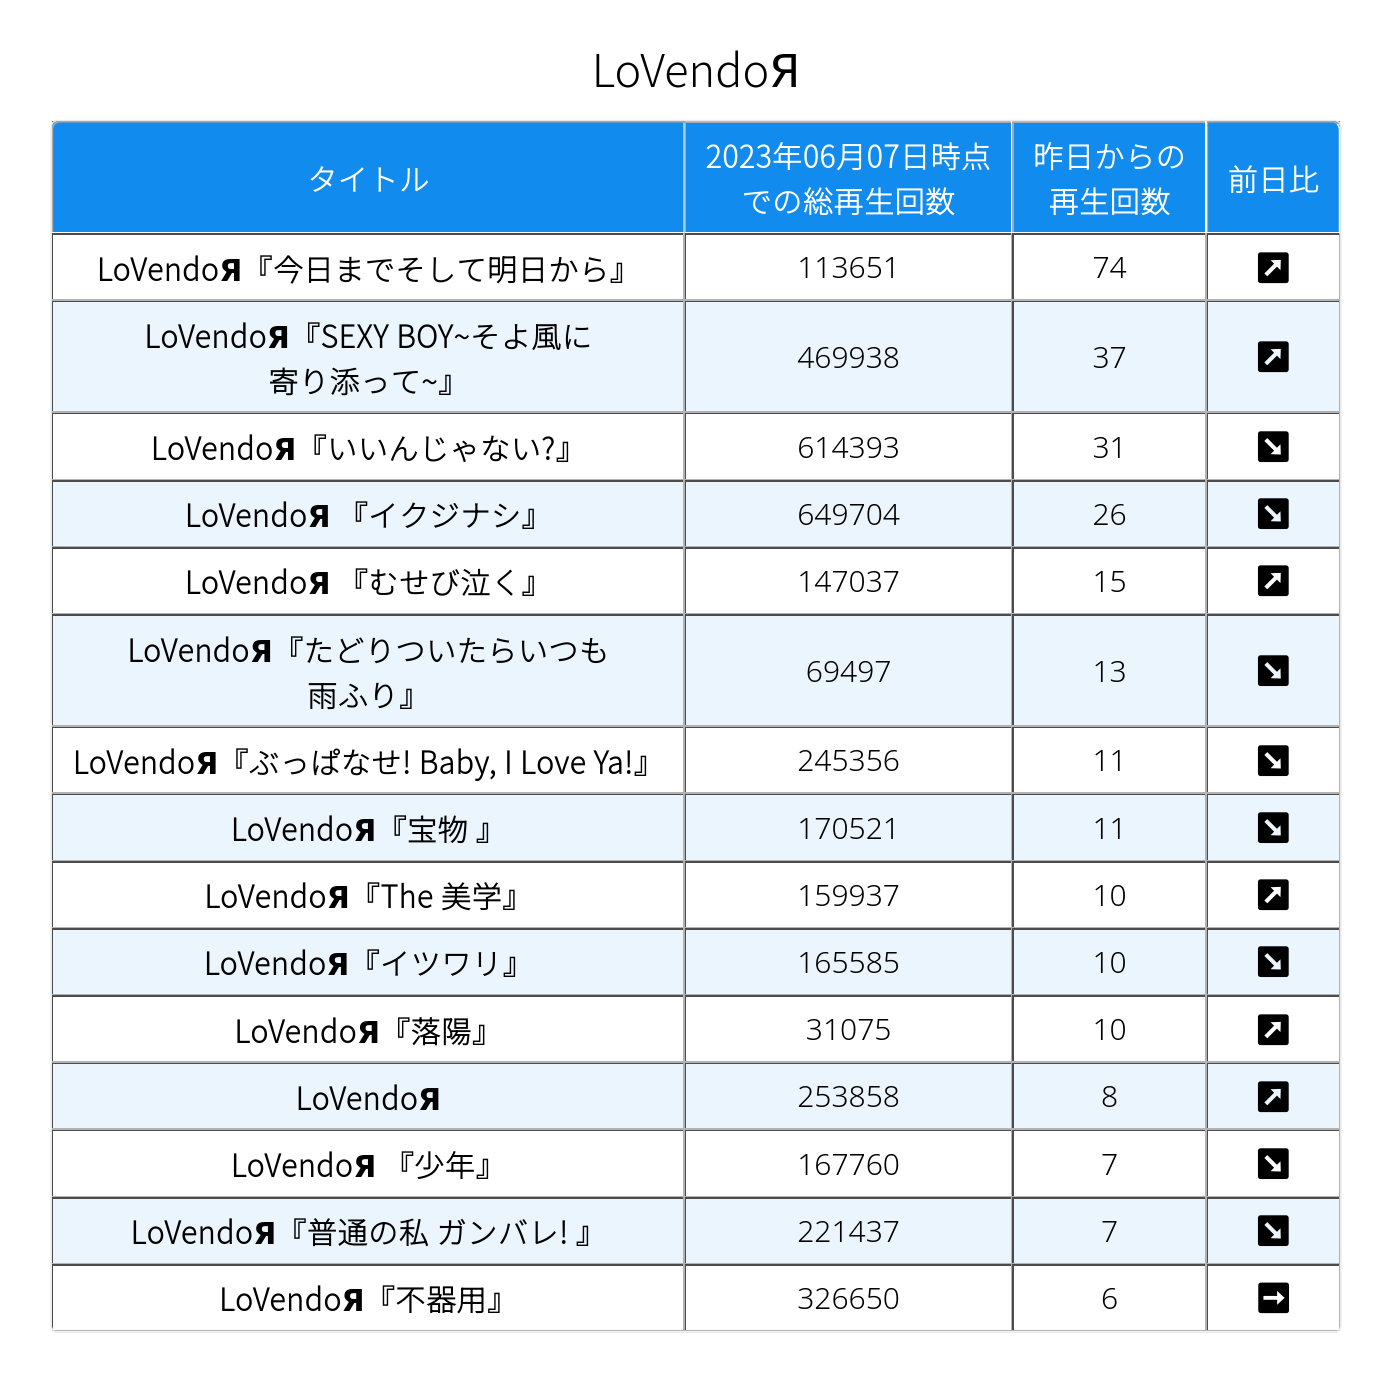 LoVendoЯ
タイトル
2023年06月07日時点
での総再生回数
昨日からの
再生回数
前日比
LoVendoЯ『今日までそして明日から』 113651 74 ↗
LoVendoЯ『SEXY BOY~そよ風に
寄り添って~』 469938 37 ↗
LoVendoЯ『いいんじゃない?』 614393 31 ↘
LoVendoЯ 『イクジナシ』 649704 26 ↘
LoVendoЯ 『むせび泣く』 147037 15 ↗
LoVendoЯ『たどりついたらいつも
雨ふり』 69497 13 ↘
LoVendoЯ『ぶっぱなせ! Baby, I Love Ya!』 245356 11 ↘
LoVendoЯ『宝物 』 170521 11 ↘
LoVendoЯ『The 美学』 159937 10 ↗
LoVendoЯ『イツワリ』 165585 10 ↘
LoVendoЯ『落陽』 31075 10 ↗
LoVendoЯ 253858 8 ↗
LoVendoЯ 『少年』 167760 7 ↘
LoVendoЯ『普通の私 ガンバレ! 』 221437 7 ↘
LoVendoЯ『不器用』 326650 6 →